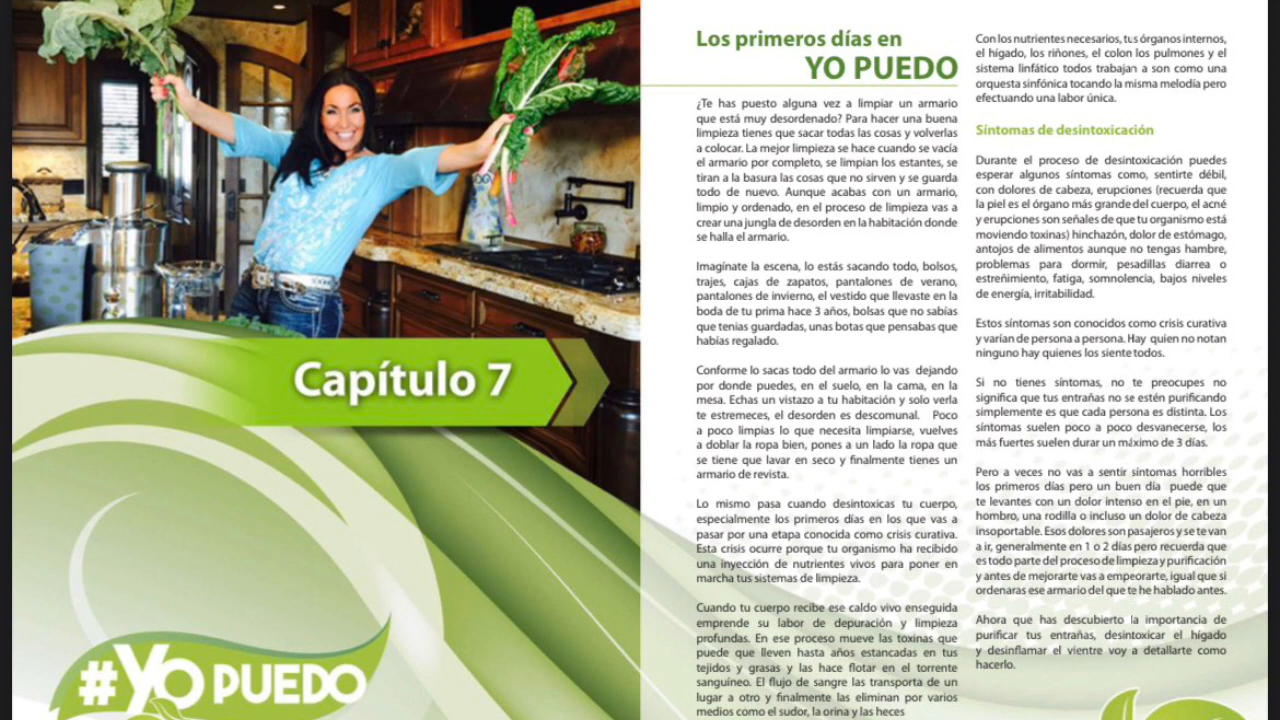 Capítulo 7
#YO PUEDO
Los primeros días en
YO PUEDO
¿Te has puesto alguna vez a limpiar un armario
que está muy desordenado? Para hacer una buena
limpieza tienes que sacar todas las cosas y volverlas
a colocar. La mejor limpieza se hace cuando se vacía
el armario por completo, se limpian los estantes, se
tiran a la basura las cosas que no sirven y se guarda
todo de nuevo. Aunque acabas con un armario,
limpio y ordenado, en el proceso de limpieza vas a
crear una jungla de desorden en la habitación donde
se halla el armario.
Imagínate la escena, lo estás sacando todo, bolsos,
trajes, cajas de zapatos, pantalones de verano,
pantalones de invierno, el vestido que llevaste en la
boda de tu prima hace 3 años, bolsas que no sabías
que tenias guardadas, unas botas que pensabas que
habías regalado.
Conforme lo sacas todo del armario lo vas dejando
por donde puedes, en el suelo, en la cama, en la
mesa. Echas un vistazo a tu habitación y solo verla
te estremeces, el desorden es descomunal. Poco
a poco limpias lo que necesita limpiarse, vuelves
a doblar la ropa bien, pones a un lado la ropa que
se tiene que lavar en seco y finalmente tienes un
armario de revista.
Lo mismo pasa cuando desintoxicas tu cuerpo,
especialmente los primeros días en los que vas a
pasar por una etapa conocida como crisis curativa.
Esta crisis ocurre porque tu organismo ha recibido
una inyección de nutrientes vivos para poner en
marcha tus sistemas de limpieza.
Cuando tu cuerpo recibe ese caldo vivo enseguida
emprende su labor de depuración y limpieza
profundas. En ese proceso mueve las toxinas que
puede que lleven hasta años estancadas en tus
tejidos y grasas y las hace flotar en el torrente
sanguíneo. El flujo de sangre las transporta de un
lugar a otro y finalmente las eliminan por varios
medios como el sudor, la orina y las heces
Con los nutrientes necesarios, tus órganos internos,
el hígado, los riñones, el colon los pulmones y el
sistema linfático todos trabajan a son como una
orquesta sinfónica tocando la misma melodía pero
efectuando una labor única.
Síntomas de desintoxicación
Durante el proceso de desintoxicación puedes
esperar algunos síntomas como, sentirte débil,
con dolores de cabeza, erupciones (recuerda que
la piel es el órgano más grande del cuerpo, el acné
y erupciones son señales de que tu organismo está
moviendo toxinas) hinchazón, dolor de estómago,
antojos de alimentos aunque no tengas hambre,
problemas para dormir, pesadillas diarrea o
estreñimiento, fatiga, somnolencia, bajos niveles
de energía, irritabilidad.
Estos síntomas son conocidos como crisis curativa
y varían de persona a persona. Hay quien no notan
ninguno hay quienes los siente todos.
Si no tienes síntomas, no te preocupes no
significa que tus entrañas no se estén purificando
simplemente es que cada persona es distinta. Los
síntomas suelen poco a poco desvanecerse, los
más fuertes suelen durar un máximo de 3 días.
Pero a veces no vas a sentir síntomas horribles
los primeros días pero un buen día puede que
te levantes con un dolor intenso en el pie, en un
hombro, una rodilla o incluso un dolor de cabeza
insoportable. Esos dolores son pasajeros y se te van
a ir, generalmente en 1 o 2 días pero recuerda que
es todo parte del proceso de limpieza y purificación
y antes de mejorarte vas a empeorarte, igual que si
ordenaras ese armario del que te he hablado antes.
Ahora que has descubierto la importancia de
purificar tus entrañas, desintoxicar el hígado
y desinflamar el vientre voy a detallarte como
hacerlo.